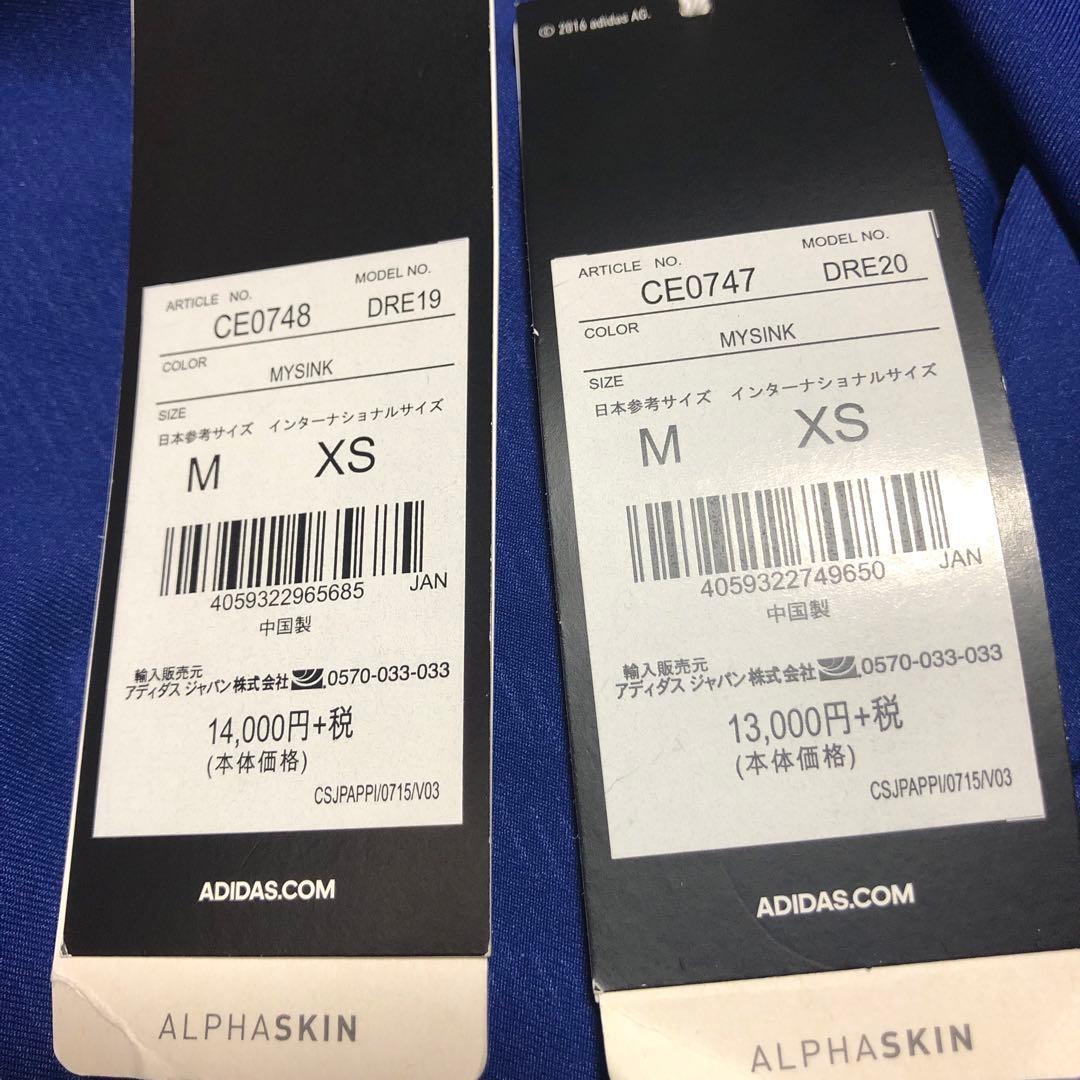 ARTICLE NO. MODEL NO.
CE0748 DRE19
COLOR
MYSINK
SIZE
日本参考サイズ インターナショナルサイズ
M XS
4059322965685 JAN
中国製
輸入販売元
アディダス ジャパン株式会社 0570-033-033
14,000円+税
(本体価格)
CSJPAPPI/0715/V03
ADIDAS.COM
ALPHASKIN
© 2016 adidas AG.
ARTICLE NO. MODEL NO.
CE0747 DRE20
COLOR
MYSINK
SIZE
日本参考サイズ インターナショナルサイズ
M XS
4059322749650 JAN
中国製
輸入販売元
アディダス ジャパン株式会社 0570-033-033
13,000円+税
(本体価格)
CSJPAPPI/0715/V03
ADIDAS.COM
ALPHASKIN